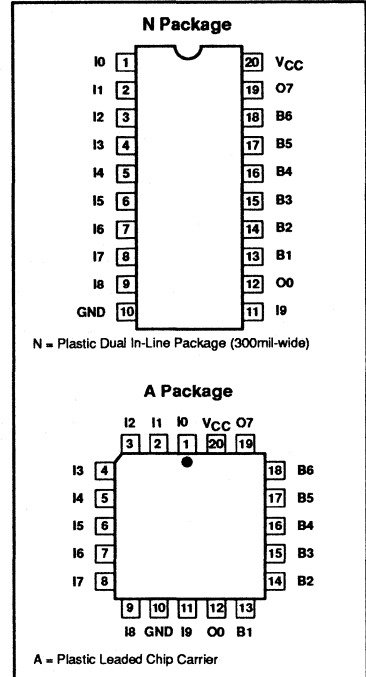 N Package
I0 1 20 VCC
I1 2 19 O7
I2 3 18 B6
I3 4 17 B5
I4 5 16 B4
I5 6 15 B3
I6 7 14 B2
I7 8 13 B1
I8 9 12 O0
GND 10 11 I9
N = Plastic Dual In-Line Package (300mil-wide)
A Package
I2 I1 I0 VCC O7
3 2 1 20 19
I3 4 18 B6
I4 5 17 B5
I5 6 16 B4
I6 7 15 B3
I7 8 14 B2
9 10 11 12 13
I8 GND I9 O0 B1
A = Plastic Leaded Chip Carrier